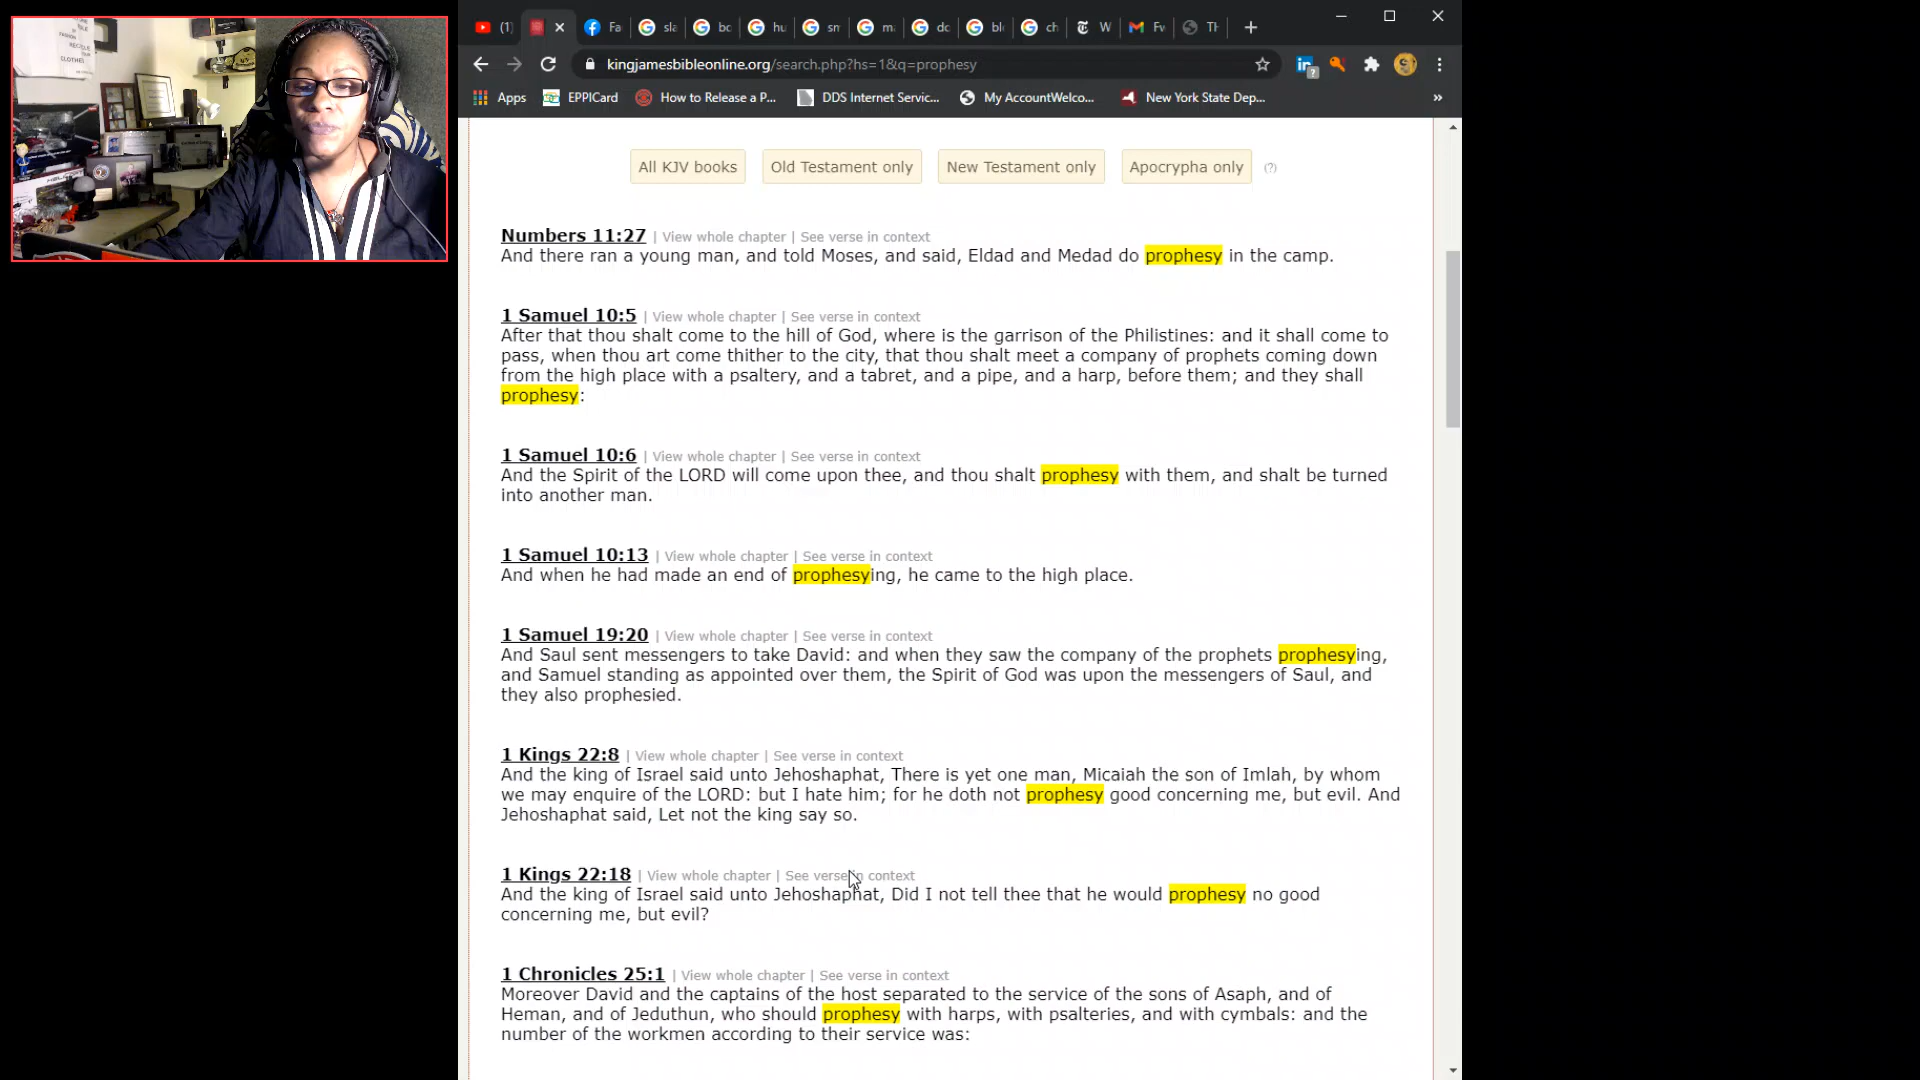 FASHION
RECYCLE
CLOTHES
(1)
Fa
sla
bc
hu
sn
m
dc
bl
ch
W
Fv
Th
kingjamesbibleonline.org/search.php?hs=1&q=prophesy
Apps
EPPICard
How to Release a P...
DDS Internet Servic...
My AccountWelco...
New York State Dep...
»
All KJV books
Old Testament only
New Testament only
Apocrypha only
(?)
Numbers 11:27 | View whole chapter | See verse in context
And there ran a young man, and told Moses, and said, Eldad and Medad do prophesy in the camp.
1 Samuel 10:5 | View whole chapter | See verse in context
After that thou shalt come to the hill of God, where is the garrison of the Philistines: and it shall come to
pass, when thou art come thither to the city, that thou shalt meet a company of prophets coming down
from the high place with a psaltery, and a tabret, and a pipe, and a harp, before them; and they shall
prophesy:
1 Samuel 10:6 | View whole chapter | See verse in context
And the Spirit of the LORD will come upon thee, and thou shalt prophesy with them, and shalt be turned
into another man.
1 Samuel 10:13 | View whole chapter | See verse in context
And when he had made an end of prophesying, he came to the high place.
1 Samuel 19:20 | View whole chapter | See verse in context
And Saul sent messengers to take David: and when they saw the company of the prophets prophesying,
and Samuel standing as appointed over them, the Spirit of God was upon the messengers of Saul, and
they also prophesied.
1 Kings 22:8 | View whole chapter | See verse in context
And the king of Israel said unto Jehoshaphat, There is yet one man, Micaiah the son of Imlah, by whom
we may enquire of the LORD: but I hate him; for he doth not prophesy good concerning me, but evil. And
Jehoshaphat said, Let not the king say so.
1 Kings 22:18 | View whole chapter | See verse in context
And the king of Israel said unto Jehoshaphat, Did I not tell thee that he would prophesy no good
concerning me, but evil?
1 Chronicles 25:1 | View whole chapter | See verse in context
Moreover David and the captains of the host separated to the service of the sons of Asaph, and of
Heman, and of Jeduthun, who should prophesy with harps, with psalteries, and with cymbals: and the
number of the workmen according to their service was: